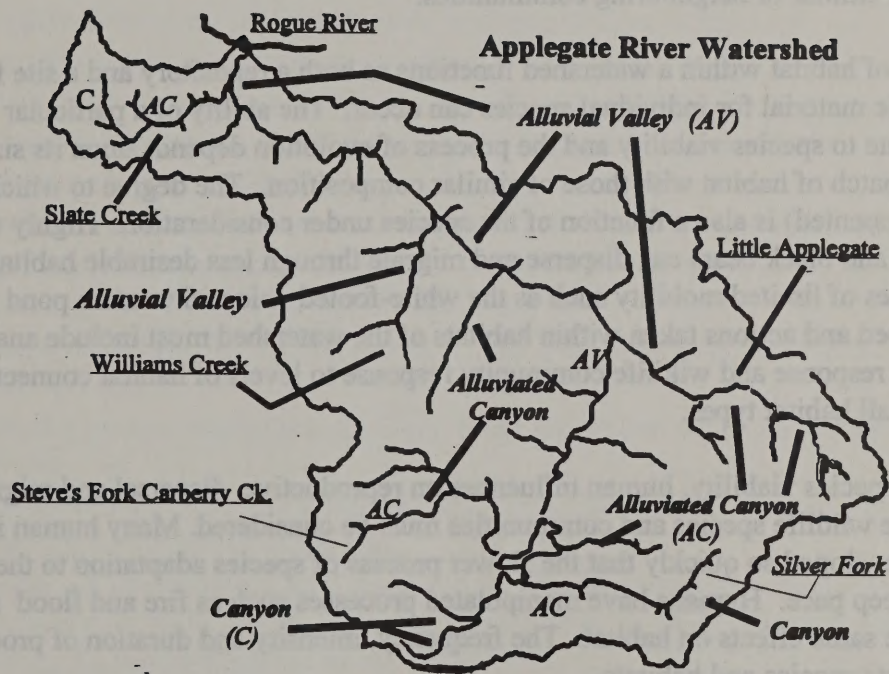 Rogue River
Applegate River Watershed
C
AC
Alluvial Valley (AV)
Slate Creek
Little Applegate
Alluvial Valley
Williams Creek
AV
Alluviated
Canyon
Steve's Fork Carberry Ck.
AC
Alluviated Canyon
(AC)
Silver Fork
AC
Canyon
(C)
Canyon